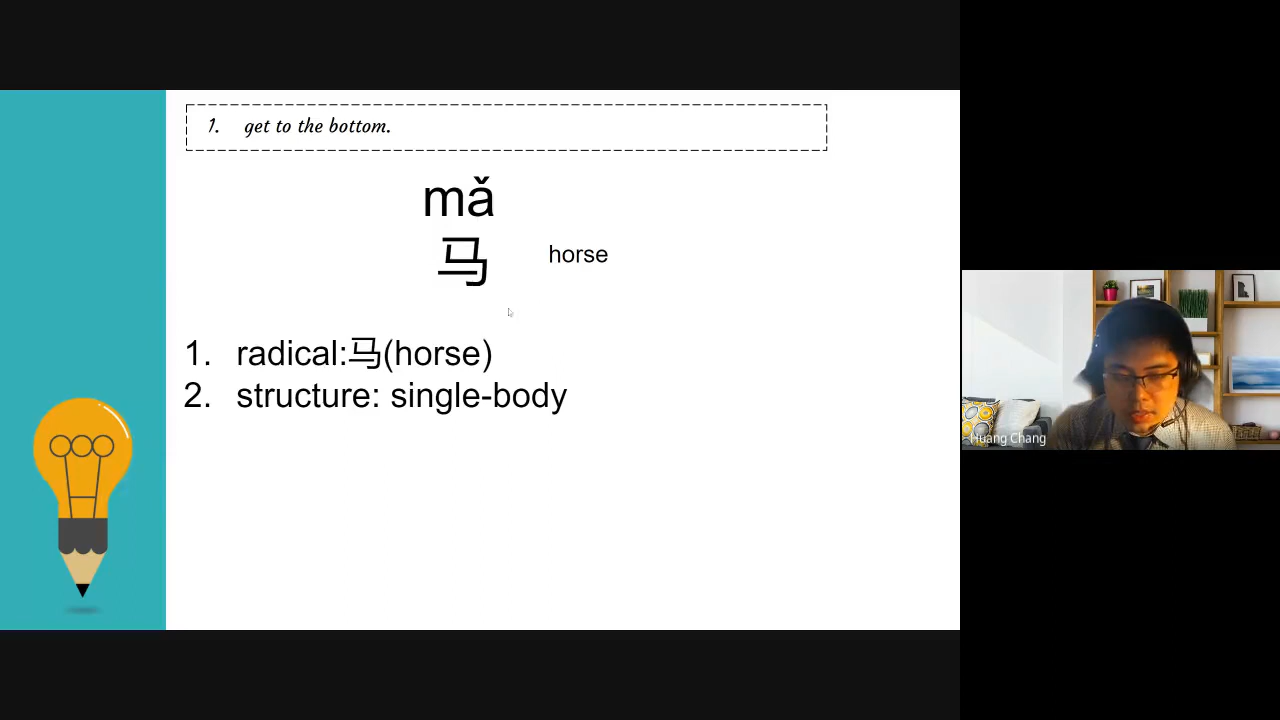 1. get to the bottom.
mǎ
马
horse
1. radical:马(horse)
2. structure: single-body
Huang Chang